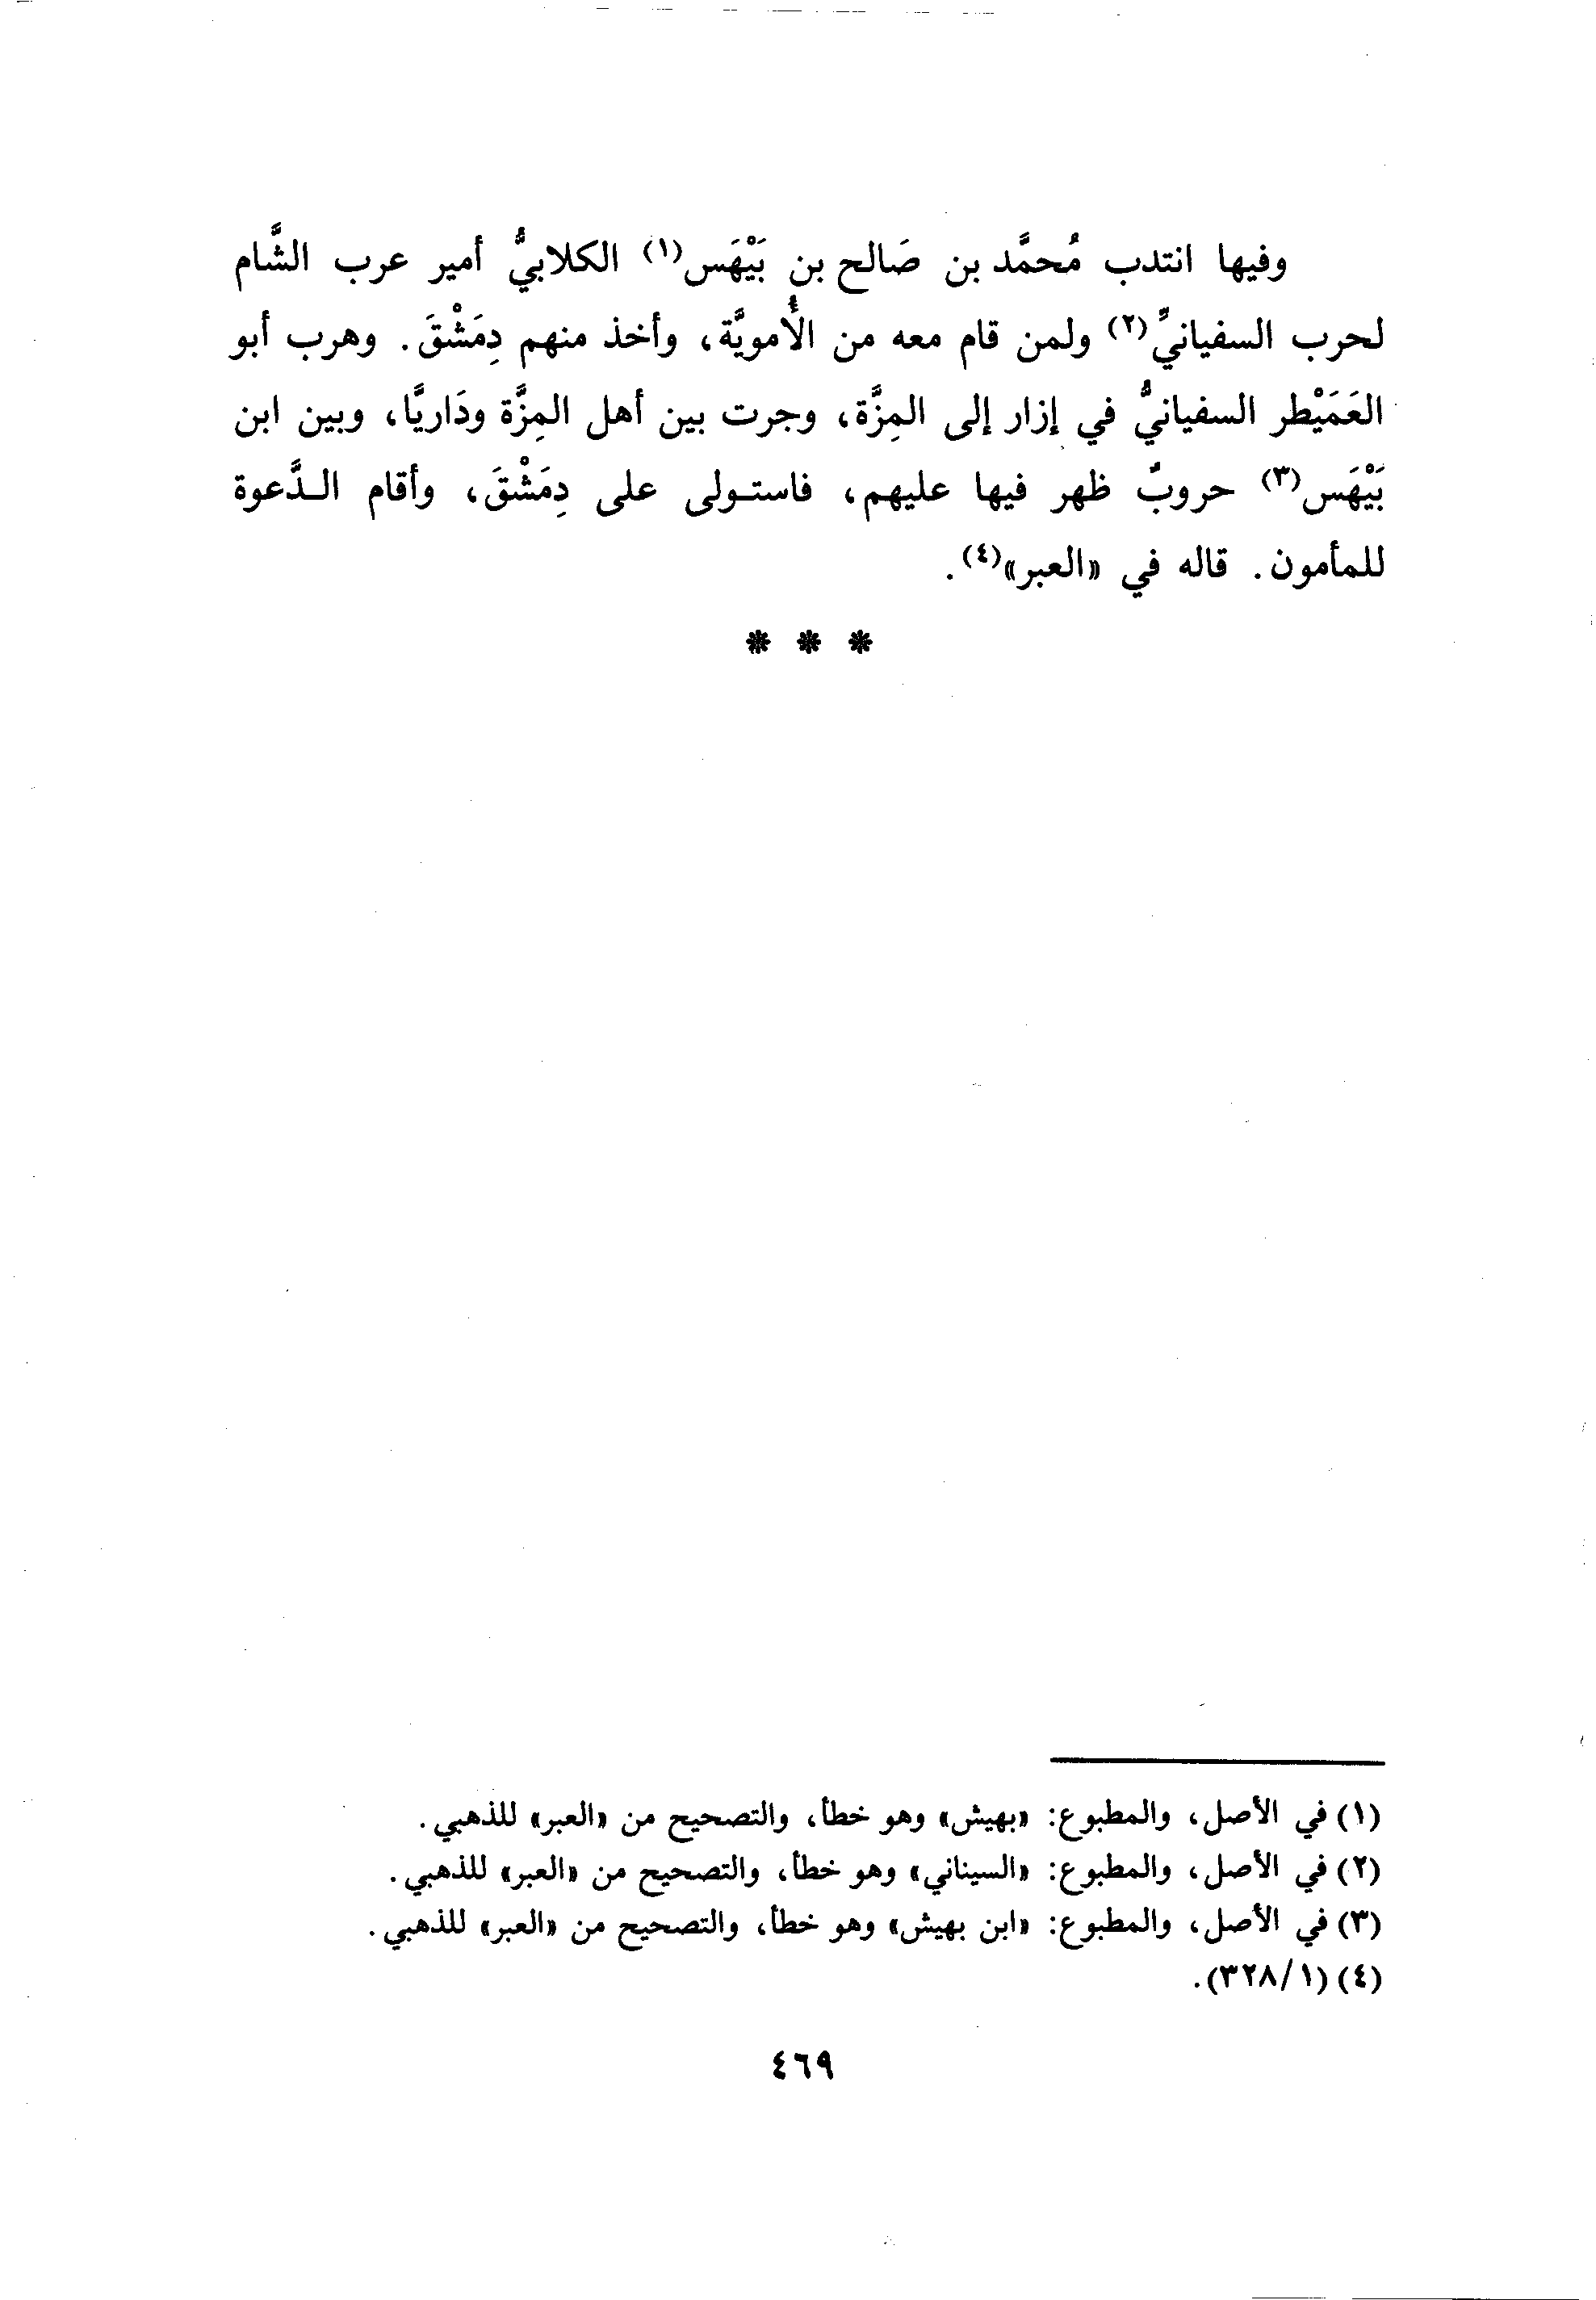 وفيها انتدب مُحمَّد بن صَالح بن بَيْهَس(١) الكلابيُّ أمير عرب الشَّام
لحرب السفيانيِّ(٢) ولمن قام معه من الأُمويَّة، وأخذ منهم دِمَشْقَ. وهرب أبو
العَمَيْطر السفيانيُّ في إزار إلى المِزَّة، وجرت بين أهل المِزَّة ودَاريَّا، وبين ابن
بَيْهَس(٣) حروبٌ ظهر فيها عليهم، فاستـولى على دِمَشْقَ، وأقام الـدَّعوة
للمأمون. قاله في «العبر»(٤).
* * *
(١) في الأصل، والمطبوع: «بهيش» وهو خطأ، والتصحيح من «العبر» للذهبي.
(٢) في الأصل، والمطبوع: «السيناني» وهو خطأ، والتصحيح من «العبر» للذهبي.
(٣) في الأصل، والمطبوع: «ابن بهيش» وهو خطأ، والتصحيح من «العبر» للذهبي.
(٤) (٣٢٨/١).
٤٦٩